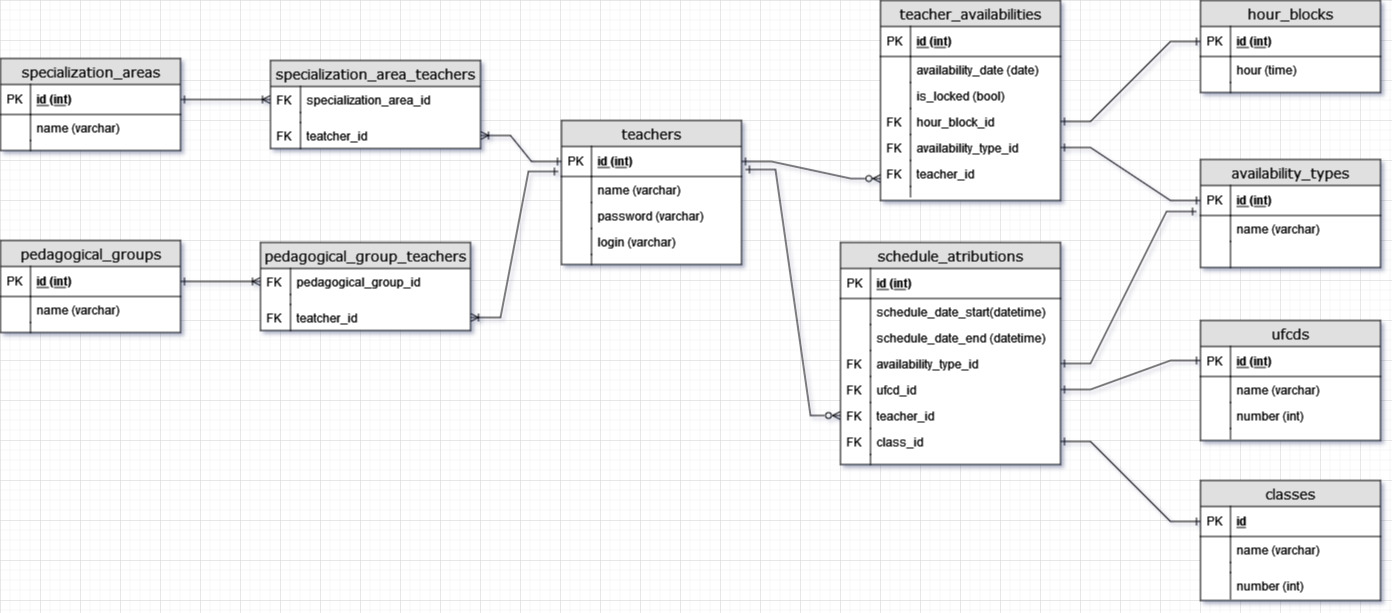 specialization_areas
PK id (int)
name (varchar)
specialization_area_teachers
FK specialization_area_id
FK teatcher_id
pedagogical_groups
PK id (int)
name (varchar)
pedagogical_group_teachers
FK pedagogical_group_id
FK teatcher_id
teachers
PK id (int)
name (varchar)
password (varchar)
login (varchar)
teacher_availabilities
PK id (int)
availability_date (date)
is_locked (bool)
FK hour_block_id
FK availability_type_id
FK teacher_id
schedule_atributions
PK id (int)
schedule_date_start(datetime)
schedule_date_end (datetime)
FK availability_type_id
FK ufcd_id
FK teacher_id
FK class_id
hour_blocks
PK id (int)
hour (time)
availability_types
PK id (int)
name (varchar)
ufcds
PK id (int)
name (varchar)
number (int)
classes
PK id
name (varchar)
number (int)